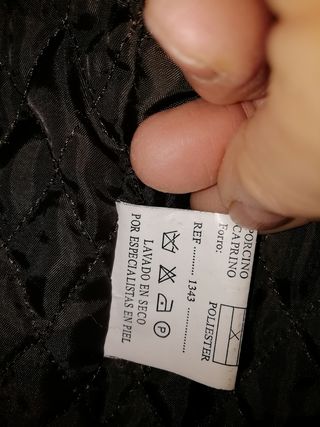 PORCINO
CAPRINO X
Forro: POLIESTER
REF .......... 1343 ..................
P
LAVADO EN SECO
POR ESPECIALISTAS EN PIEL